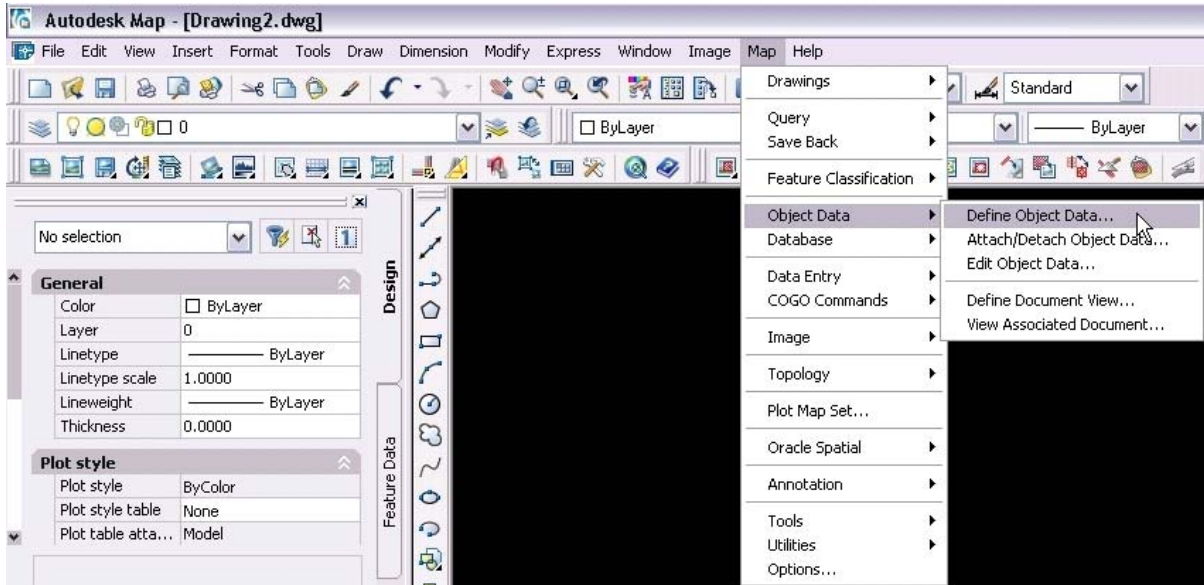 Autodesk Map - [Drawing2.dwg]
File Edit View Insert Format Tools Draw Dimension Modify Express Window Image Map Help
Standard
0
ByLayer
ByLayer
No selection
1
General
Color ByLayer
Layer 0
Linetype ByLayer
Linetype scale 1.0000
Lineweight ByLayer
Thickness 0.0000
Plot style
Plot style ByColor
Plot style table None
Plot table atta... Model
Design
Feature Data
Drawings
Query
Save Back
Feature Classification
Object Data
Database
Data Entry
COGO Commands
Image
Topology
Plot Map Set...
Oracle Spatial
Annotation
Tools
Utilities
Options...
Define Object Data...
Attach/Detach Object Data...
Edit Object Data...
Define Document View...
View Associated Document...